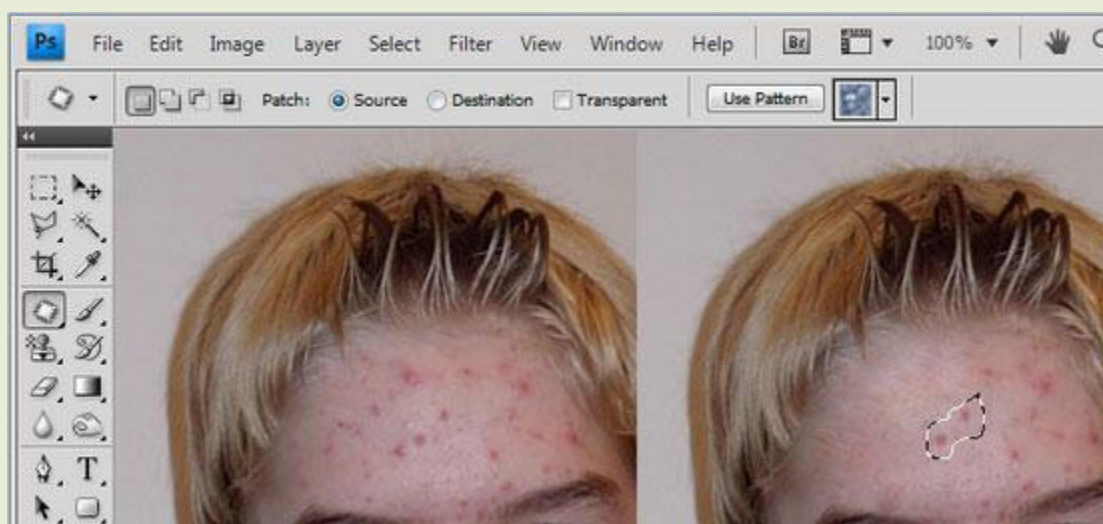 Ps File Edit Image Layer Select Filter View Window Help Br 100%
Patch: Source Destination Transparent Use Pattern
T